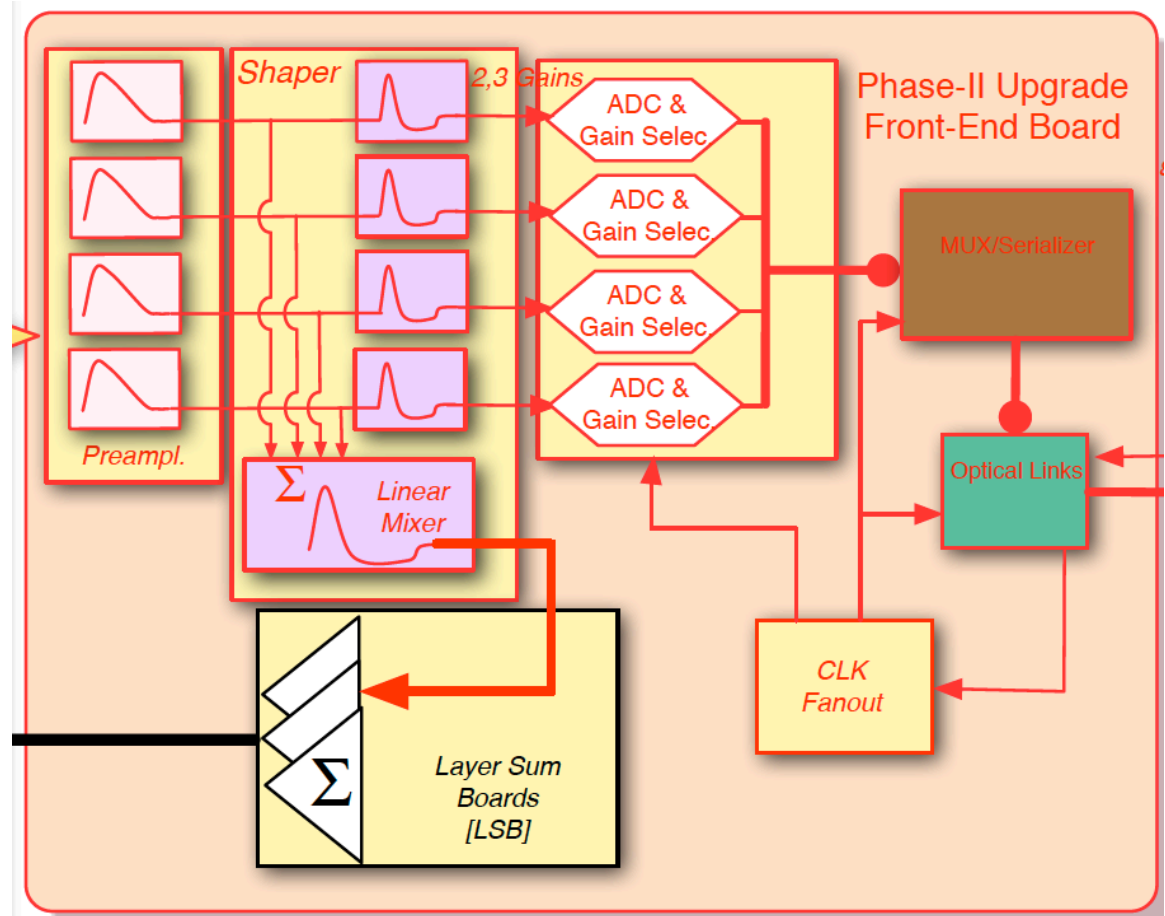 Shaper
2,3 Gains
Preampl.
Σ
Linear
Mixer
ADC &
Gain Selec.
ADC &
Gain Selec.
ADC &
Gain Selec.
ADC &
Gain Selec.
Phase-II Upgrade
Front-End Board
MUX/Serializer
Optical Links
CLK
Fanout
Σ
Layer Sum
Boards
[LSB]